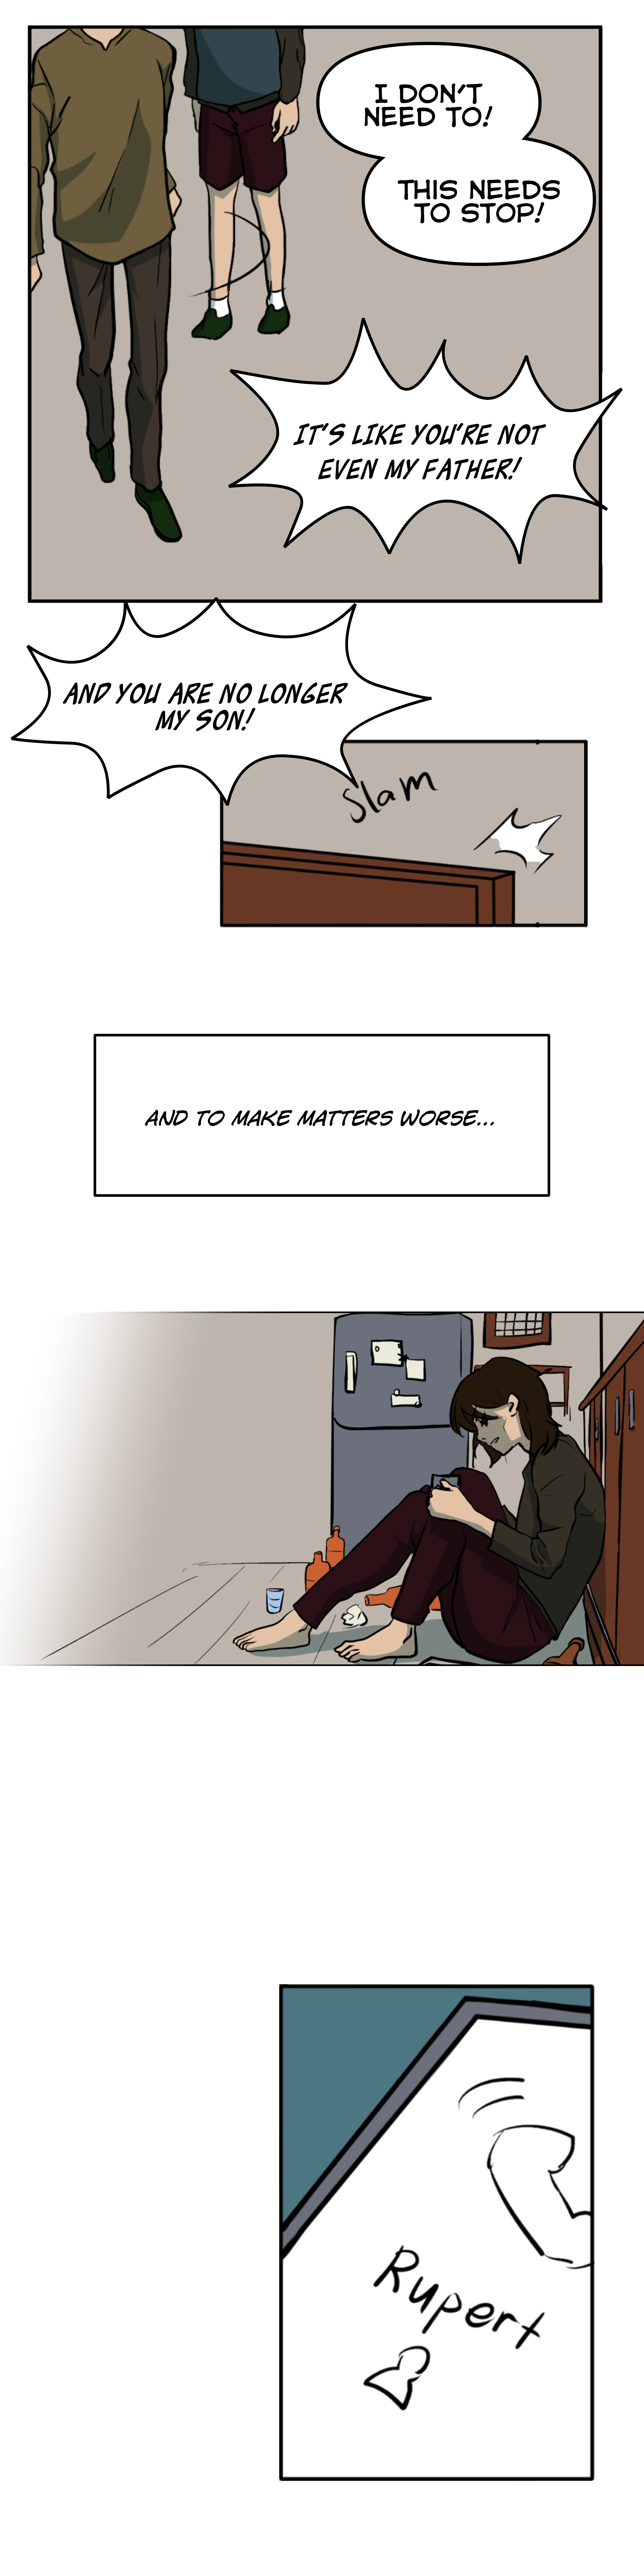 I DON'T
NEED TO!
THIS NEEDS
TO STOP!
IT'S LIKE YOU'RE NOT
EVEN MY FATHER!
AND YOU ARE NO LONGER
MY SON!
Slam
AND TO MAKE MATTERS WORSE...
Rupert